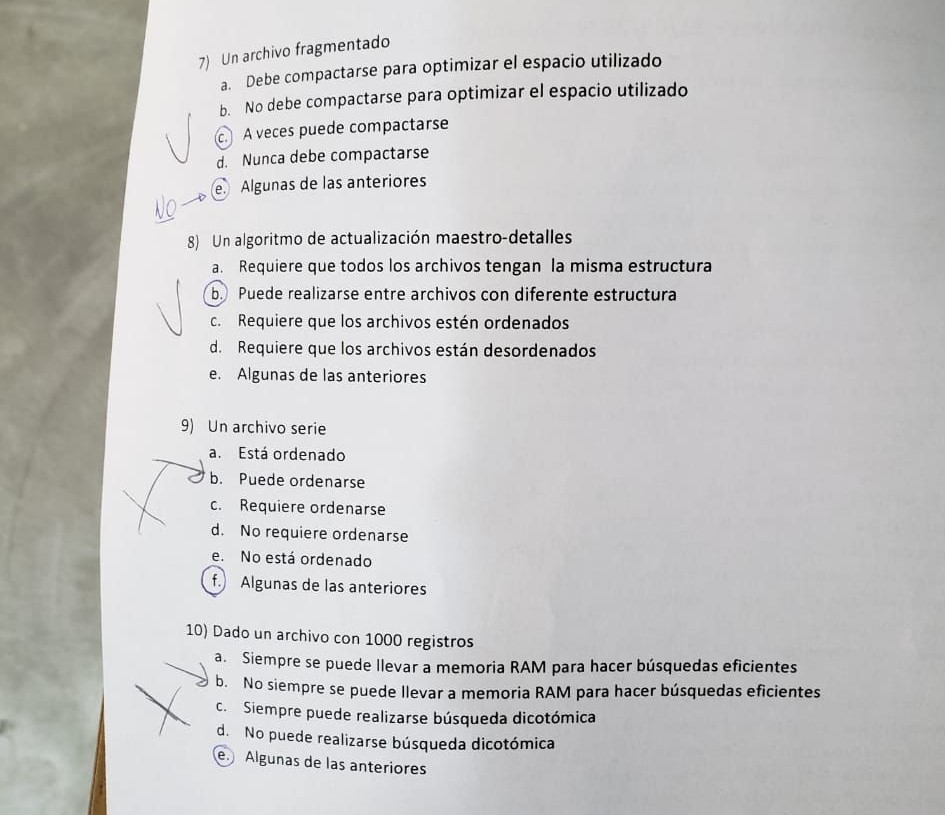 7) Un archivo fragmentado
a. Debe compactarse para optimizar el espacio utilizado
b. No debe compactarse para optimizar el espacio utilizado
c. A veces puede compactarse
d. Nunca debe compactarse
NO e. Algunas de las anteriores
8) Un algoritmo de actualización maestro-detalles
a. Requiere que todos los archivos tengan la misma estructura
b. Puede realizarse entre archivos con diferente estructura
c. Requiere que los archivos estén ordenados
d. Requiere que los archivos están desordenados
e. Algunas de las anteriores
9) Un archivo serie
a. Está ordenado
b. Puede ordenarse
c. Requiere ordenarse
d. No requiere ordenarse
e. No está ordenado
f. Algunas de las anteriores
10) Dado un archivo con 1000 registros
a. Siempre se puede llevar a memoria RAM para hacer búsquedas eficientes
b. No siempre se puede llevar a memoria RAM para hacer búsquedas eficientes
c. Siempre puede realizarse búsqueda dicotómica
d. No puede realizarse búsqueda dicotómica
e. Algunas de las anteriores